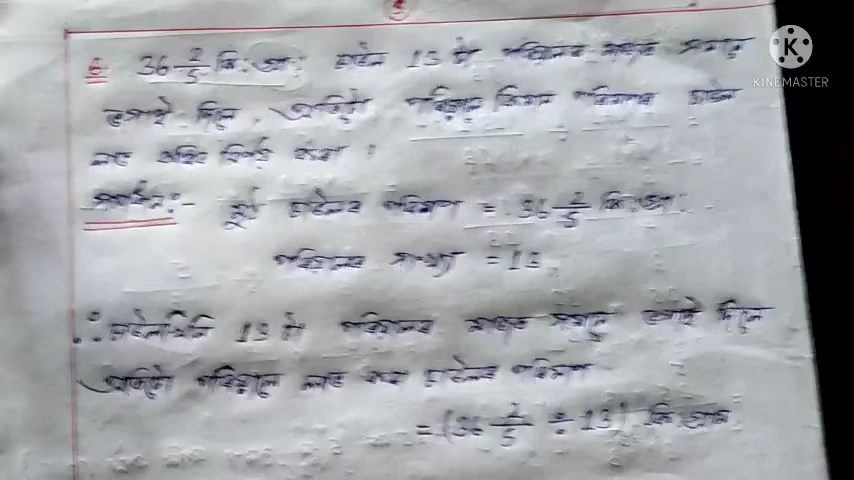 6. 36 2/5 কি: গ্ৰা: চাউল 13 টা পৰিয়ালৰ মাজত সমানে
ভগাই দিলে, প্ৰতিটো পৰিয়ালে কিমান পৰিমাণৰ চাউল
লাভ কৰিব নিৰ্ণয় কৰা।
সমাধান:- মুঠ চাউলৰ পৰিমাণ = 36 2/5 কি: গ্ৰা:
পৰিয়ালৰ সংখ্যা = 13
∴ চাউলখিনি 13 টা পৰিয়ালৰ মাজত সমানে ভগাই দিলে
প্ৰতিটো পৰিয়ালে লাভ কৰা চাউলৰ পৰিমাণ
= (36 2/5 ÷ 13) কি: গ্ৰাম
K
KINEMASTER